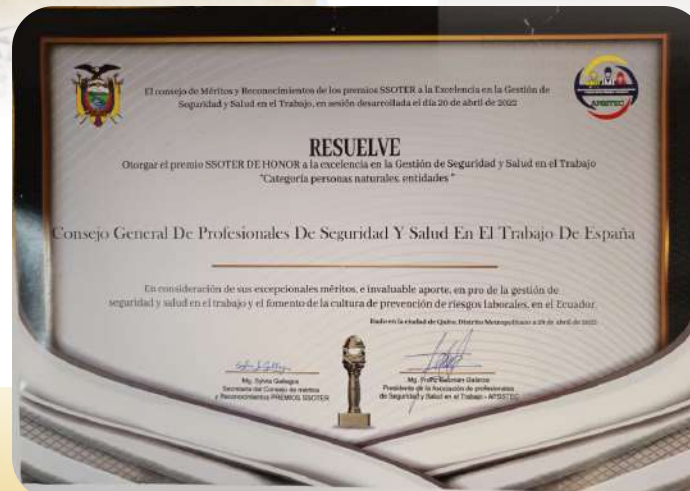 El consejo de Méritos y Reconocimientos de los premios SSOTER a la Excelencia en la Gestión de
Seguridad y Salud en el Trabajo, en sesión desarrollada el día 20 de abril de 2022
APSSTEC
RESUELVE
Otorgar el premio SSOTER DE HONOR a la excelencia en la Gestión de Seguridad y Salud en el Trabajo
"Categoría personas naturales, entidades "
Consejo General De Profesionales De Seguridad Y Salud En El Trabajo De España
En consideración de sus excepcionales méritos, e invaluable aporte, en pro de la gestión de
seguridad y salud en el trabajo y el fomento de la cultura de prevención de riesgos laborales, en el Ecuador.
Dado en la ciudad de Quito, Distrito Metropolitano a 29 de abril de 2022
Mg. Sylvia Gallegos
Secretaria del Consejo de méritos
y Reconocimientos PREMIOS SSOTER
Mg. Franz Guzmán Galarza
Presidente de la Asociación de profesionales
de Seguridad y Salud en el Trabajo - APSSTEC